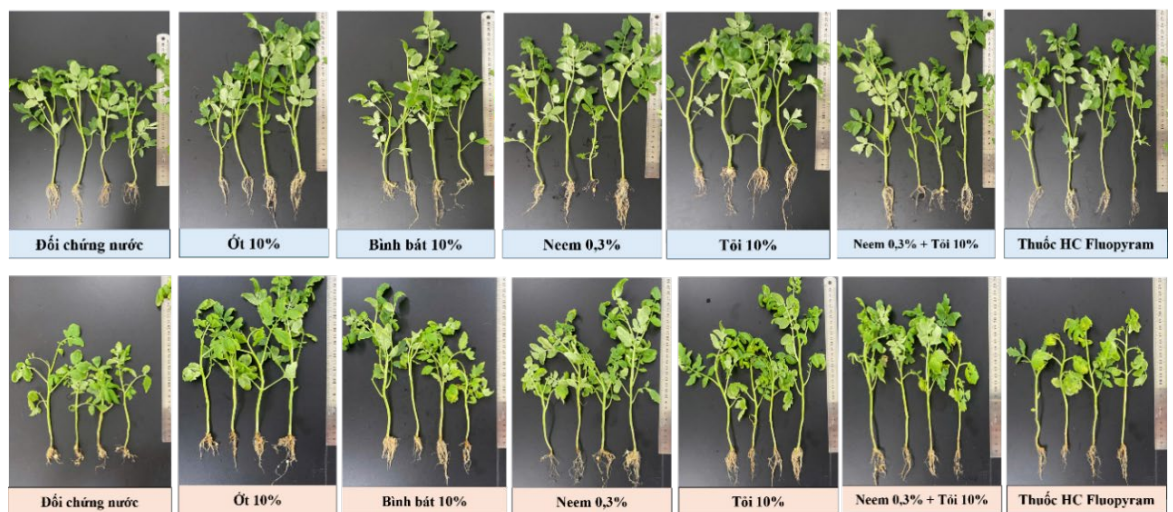 Đối chứng nước
Ớt 10%
Bình bát 10%
Neem 0,3%
Tỏi 10%
Neem 0,3% + Tỏi 10%
Thuốc HC Fluopyram
Đối chứng nước
Ớt 10%
Bình bát 10%
Neem 0,3%
Tỏi 10%
Neem 0,3% + Tỏi 10%
Thuốc HC Fluopyram